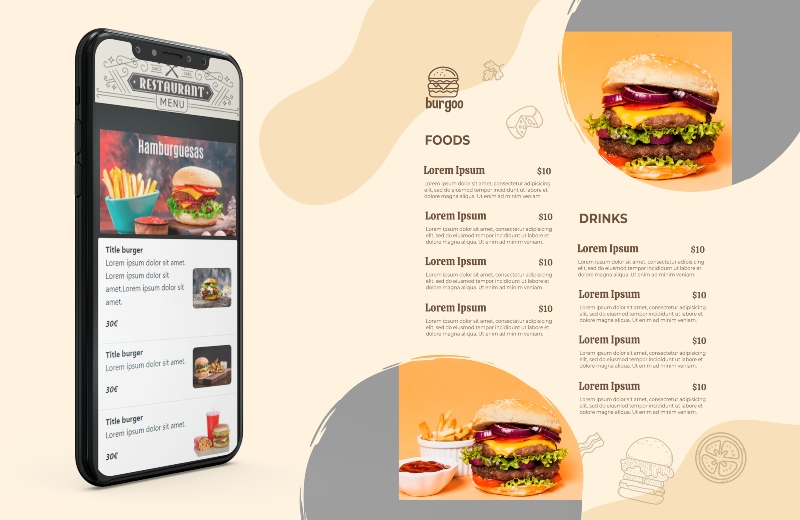 RESTAURANT
MENU
Hamburguesas
Title burger
Lorem ipsum dolor sit amet.
Lorem ipsum dolor sit
amet.Lorem ipsum dolor sit
amet.
30€
Title burger
Lorem ipsum dolor sit amet.
30€
Title burger
Lorem ipsum dolor sit amet.
30€
burgoo
FOODS
Lorem Ipsum $10
Lorem ipsum dolor sit amet, consectetur adipisicing
elit, sed do eiusmod tempor incididunt ut labore et
dolore magna aliqua. Ut enim ad minim veniam.
Lorem Ipsum $10
Lorem ipsum dolor sit amet, consectetur adipisicing
elit, sed do eiusmod tempor incididunt ut labore et
dolore magna aliqua. Ut enim ad minim veniam.
Lorem Ipsum $10
Lorem ipsum dolor sit amet, consectetur adipisicing
elit, sed do eiusmod tempor incididunt ut labore et
dolore magna aliqua. Ut enim ad minim veniam.
Lorem Ipsum $10
Lorem ipsum dolor sit amet, consectetur adipisicing
elit, sed do eiusmod tempor incididunt ut labore et
dolore magna aliqua. Ut enim ad minim veniam.
DRINKS
Lorem Ipsum $10
Lorem ipsum dolor sit amet, consectetur adipisicing
elit, sed do eiusmod tempor incididunt ut labore et
dolore magna aliqua. Ut enim ad minim veniam.
Lorem Ipsum $10
Lorem ipsum dolor sit amet, consectetur adipisicing
elit, sed do eiusmod tempor incididunt ut labore et
dolore magna aliqua. Ut enim ad minim veniam.
Lorem Ipsum $10
Lorem ipsum dolor sit amet, consectetur adipisicing
elit, sed do eiusmod tempor incididunt ut labore et
dolore magna aliqua. Ut enim ad minim veniam.
Lorem Ipsum $10
Lorem ipsum dolor sit amet, consectetur adipisicing
elit, sed do eiusmod tempor incididunt ut labore et
dolore magna aliqua. Ut enim ad minim veniam.